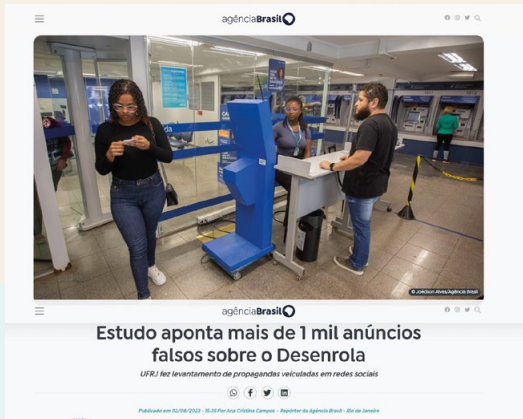 agênciaBrasil
CAIXA
© Joédson Alves/Agência Brasil
agênciaBrasil
Estudo aponta mais de 1 mil anúncios
falsos sobre o Desenrola
UFRJ fez levantamento de propagandas veiculadas em redes sociais
Publicado em 02/08/2023 - 15:35 Por Ana Cristina Campos - Repórter da Agência Brasil - Rio de Janeiro